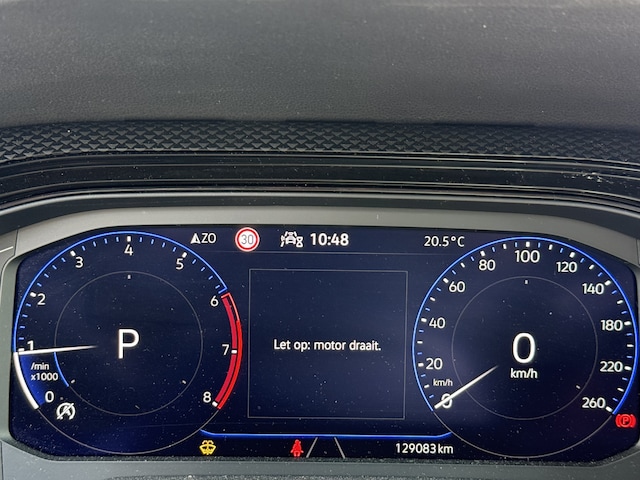 ZO 30 10:48 20.5°C
1 2 3 4 5 6 7 8
/min
x1000
0
P
Let op: motor draait.
0
km/h
20 40 60 80 100 120 140 180 220 260
km/h
0
(P)
129083 km